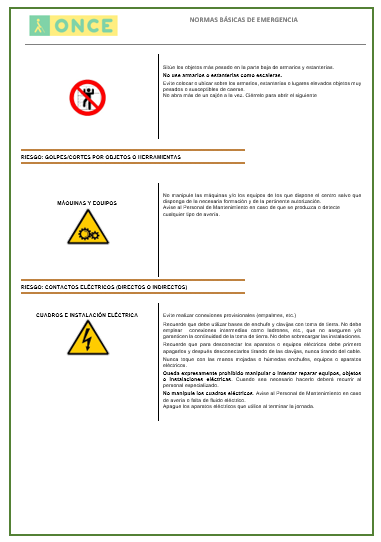 ONCE
NORMAS BÁSICAS DE EMERGENCIA
Sitúe los objetos más pesado en la parte baja de armarios y estanterías.
No use armarios o estanterías como escaleras.
Evite colocar o ubicar sobre los armarios, estanterías o lugares elevados objetos muy
pesados o susceptibles de caerse.
No abra más de un cajón a la vez. Ciérrelo para abrir el siguiente
RIESGO: GOLPES/CORTES POR OBJETOS O HERRAMIENTAS
MÁQUINAS Y EQUIPOS
No manipule las máquinas y/o los equipos de los que dispone el centro salvo que
disponga de la necesaria formación y de la pertinente autorización.
Avise al Personal de Mantenimiento en caso de que se produzca o detecte
cualquier tipo de avería.
RIESGO: CONTACTOS ELÉCTRICOS (DIRECTOS O INDIRECTOS)
CUADROS E INSTALACIÓN ELÉCTRICA
Evite realizar conexiones provisionales (empalmes, etc.)
Recuerde que debe utilizar bases de enchufe y clavijas con toma de tierra. No debe
emplear conexiones intermedias como ladrones, etc., que no aseguren y/o
garanticen la continuidad de la toma de tierra. No debe sobrecargar las instalaciones.
Recuerde que para desconectar los aparatos o equipos eléctricos debe primero
apagarlos y después desconectarlos tirando de las clavijas, nunca tirando del cable.
Nunca toque con las manos mojadas o húmedas enchufes, equipos o aparatos
eléctricos.
Queda expresamente prohibido manipular o intentar reparar equipos, objetos
o instalaciones eléctricas. Cuando sea necesario hacerlo deberá recurrir al
personal especializado.
No manipule los cuadros eléctricos. Avise al Personal de Mantenimiento en caso
de avería o falta de fluido eléctrico.
Apague los aparatos eléctricos que utilice al terminar la jornada.